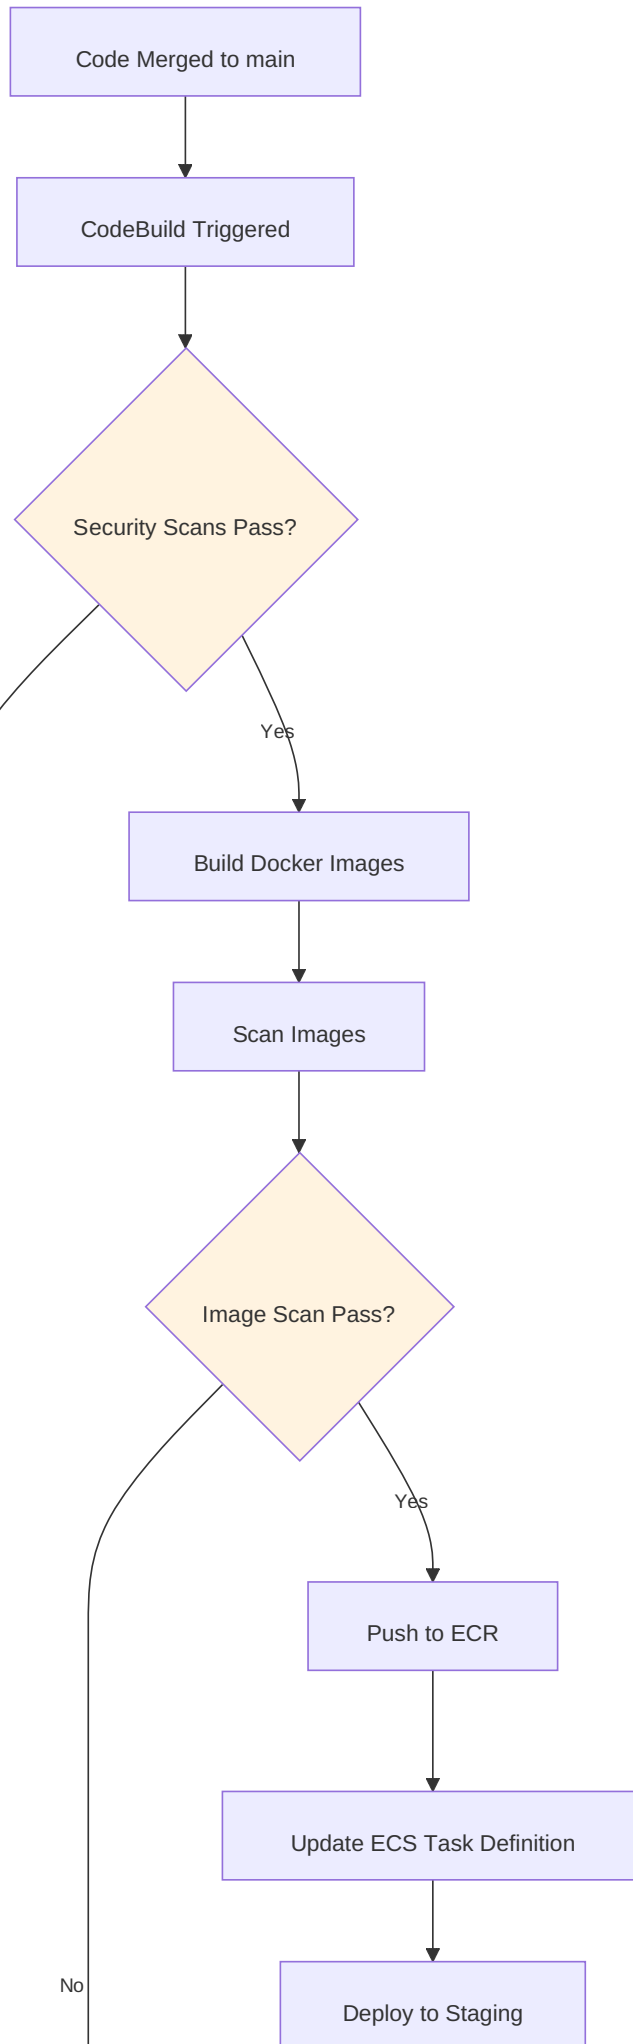 Code Merged to main
CodeBuild Triggered
Security Scans Pass?
Yes
Build Docker Images
Scan Images
Image Scan Pass?
Yes
Push to ECR
Update ECS Task Definition
No
Deploy to Staging